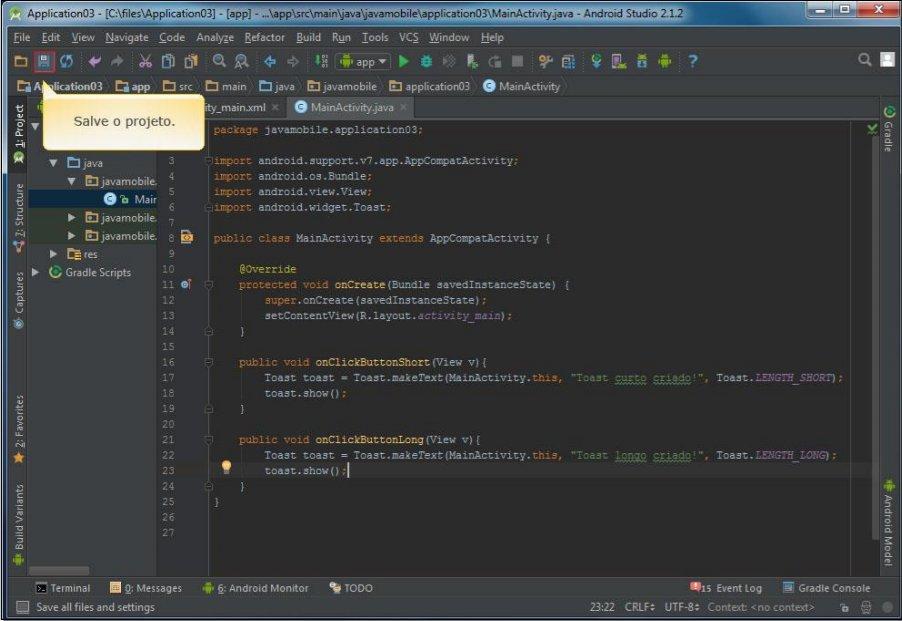 Application03 - [C:\files\Application03] - [app] - ...\app\src\main\java\javamobile\application03\MainActivity.java - Android Studio 2.1.2
File Edit View Navigate Code Analyze Refactor Build Run Tools VCS Window Help
app
Application03 app src main java javamobile application03 MainActivity
Salve o projeto.
ity_main.xml MainActivity.java
1: Project
Z: Structure
Captures
2: Favorites
Build Variants
java
javamobile.
Mair
javamobile.
javamobile.
res
Gradle Scripts
package javamobile.application03;
3 import android.support.v7.app.AppCompatActivity;
4 import android.os.Bundle;
5 import android.view.View;
6 import android.widget.Toast;
7
8 public class MainActivity extends AppCompatActivity {
9
10 @Override
11 protected void onCreate(Bundle savedInstanceState) {
12 super.onCreate(savedInstanceState);
13 setContentView(R.layout.activity_main);
14 }
15
16 public void onClickButtonShort(View v){
17 Toast toast = Toast.makeText(MainActivity.this, "Toast curto criado!", Toast.LENGTH_SHORT);
18 toast.show();
19 }
20
21 public void onClickButtonLong(View v){
22 Toast toast = Toast.makeText(MainActivity.this, "Toast longo criado!", Toast.LENGTH_LONG);
23 toast.show();
24 }
25 }
26
27
Gradle
Android Model
Terminal 0: Messages 6: Android Monitor TODO 15 Event Log Gradle Console
Save all files and settings 23:22 CRLF UTF-8 Context: <no context>